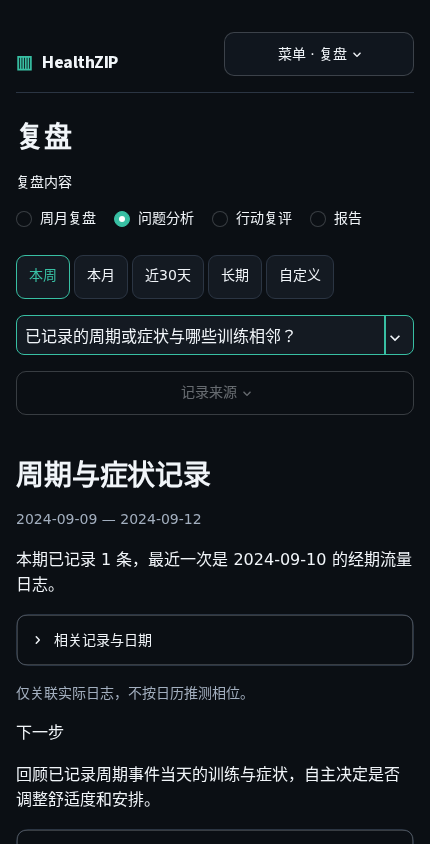 HealthZIP
菜单 · 复盘
复盘
复盘内容
周月复盘
问题分析
行动复评
报告
本周
本月
近30天
长期
自定义
已记录的周期或症状与哪些训练相邻？
记录来源
周期与症状记录
2024-09-09 — 2024-09-12
本期已记录 1 条，最近一次是 2024-09-10 的经期流量
日志。
相关记录与日期
仅关联实际日志，不按日历推测相位。
下一步
回顾已记录周期事件当天的训练与症状，自主决定是否
调整舒适度和安排。